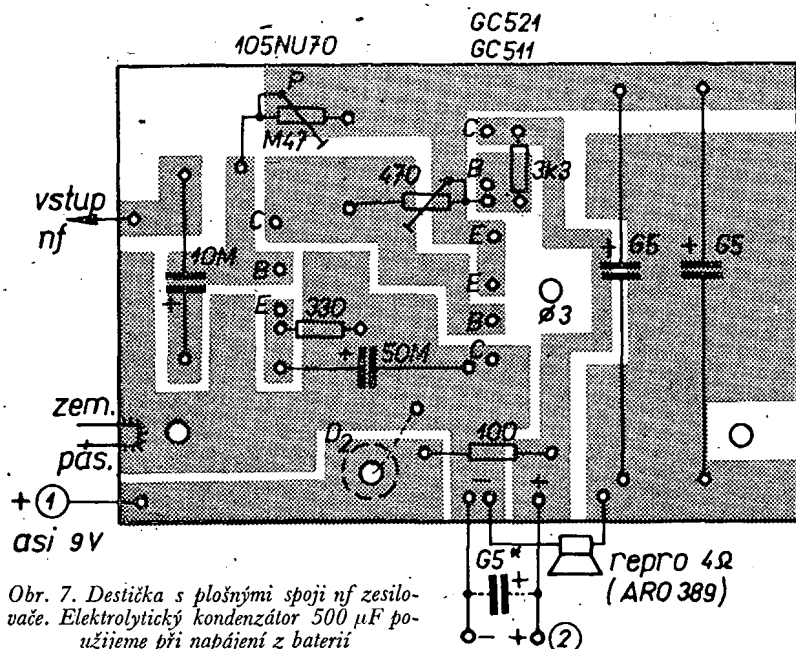 105NU70
GC521
GC511
P
M47
C
B
3k3
470
vstup
nf
C
10M
+
B
E
E
+ G5
+ G5
E
330
B
ø3
+
50M
C
zem.
pás.
D2
100
+ 1
asi 9V
-
-
+
G5*
+
repro 4Ω
(ARO 389)
- + 2
Obr. 7. Destička s plošnými spoji nf zesilo-
vače. Elektrolytický kondenzátor 500 μF po-
užijeme při napájení z baterií